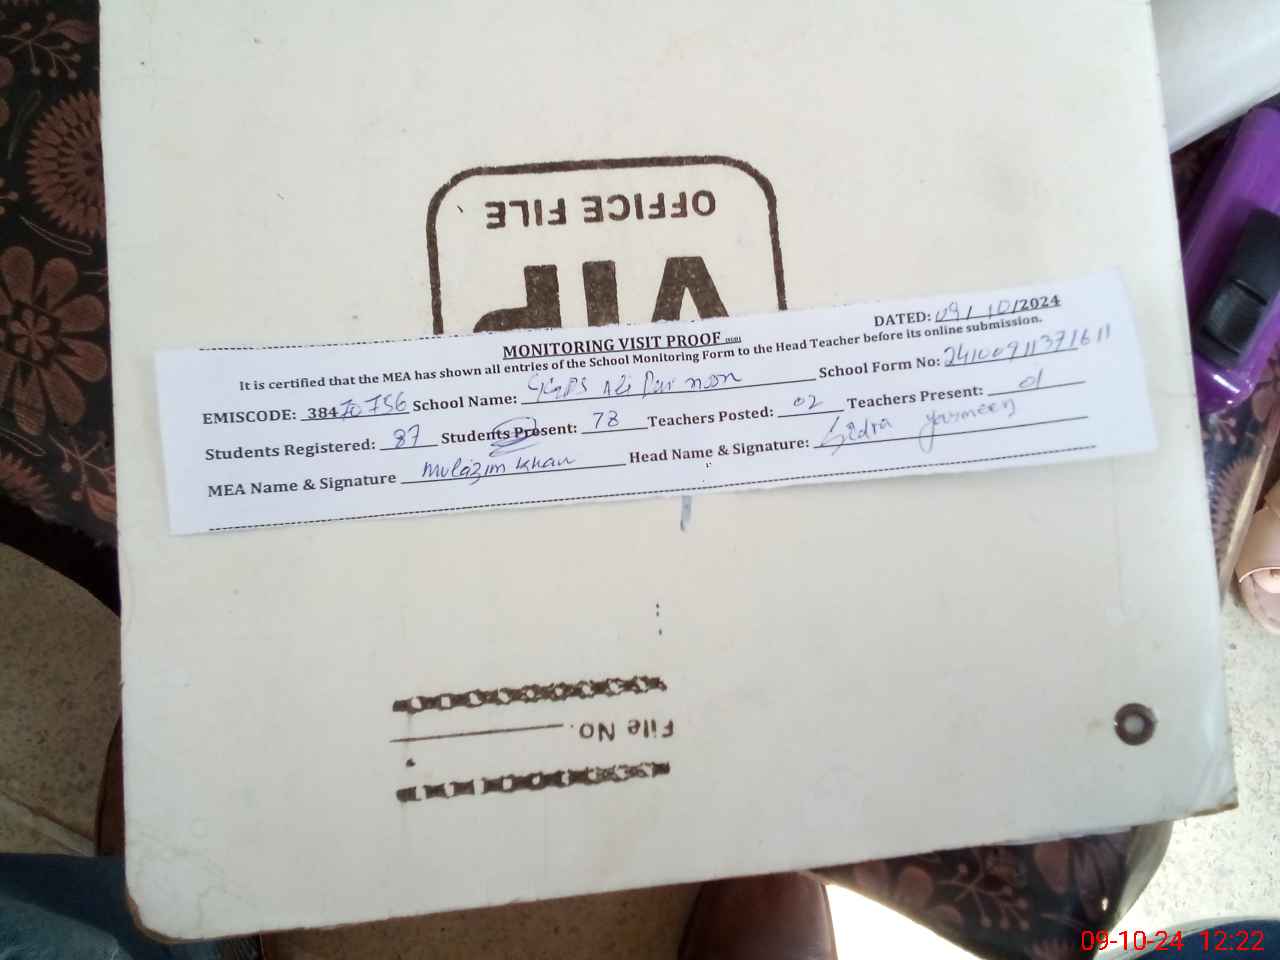 OFFICE FILE
VIP
MONITORING VISIT PROOF
DATED: 09/10/2024
It is certified that the MEA has shown all entries of the School Monitoring Form to the Head Teacher before its online submission.
EMISCODE: 38470756 School Name: GGPS Ali Pur noon School Form No: 24100911371611
Students Registered: 87 Students Present: 78 Teachers Posted: 02 Teachers Present: 01
MEA Name & Signature Mulazim Khan Head Name & Signature: Sidra Yasmeen
File No.
09-10-24 12:22